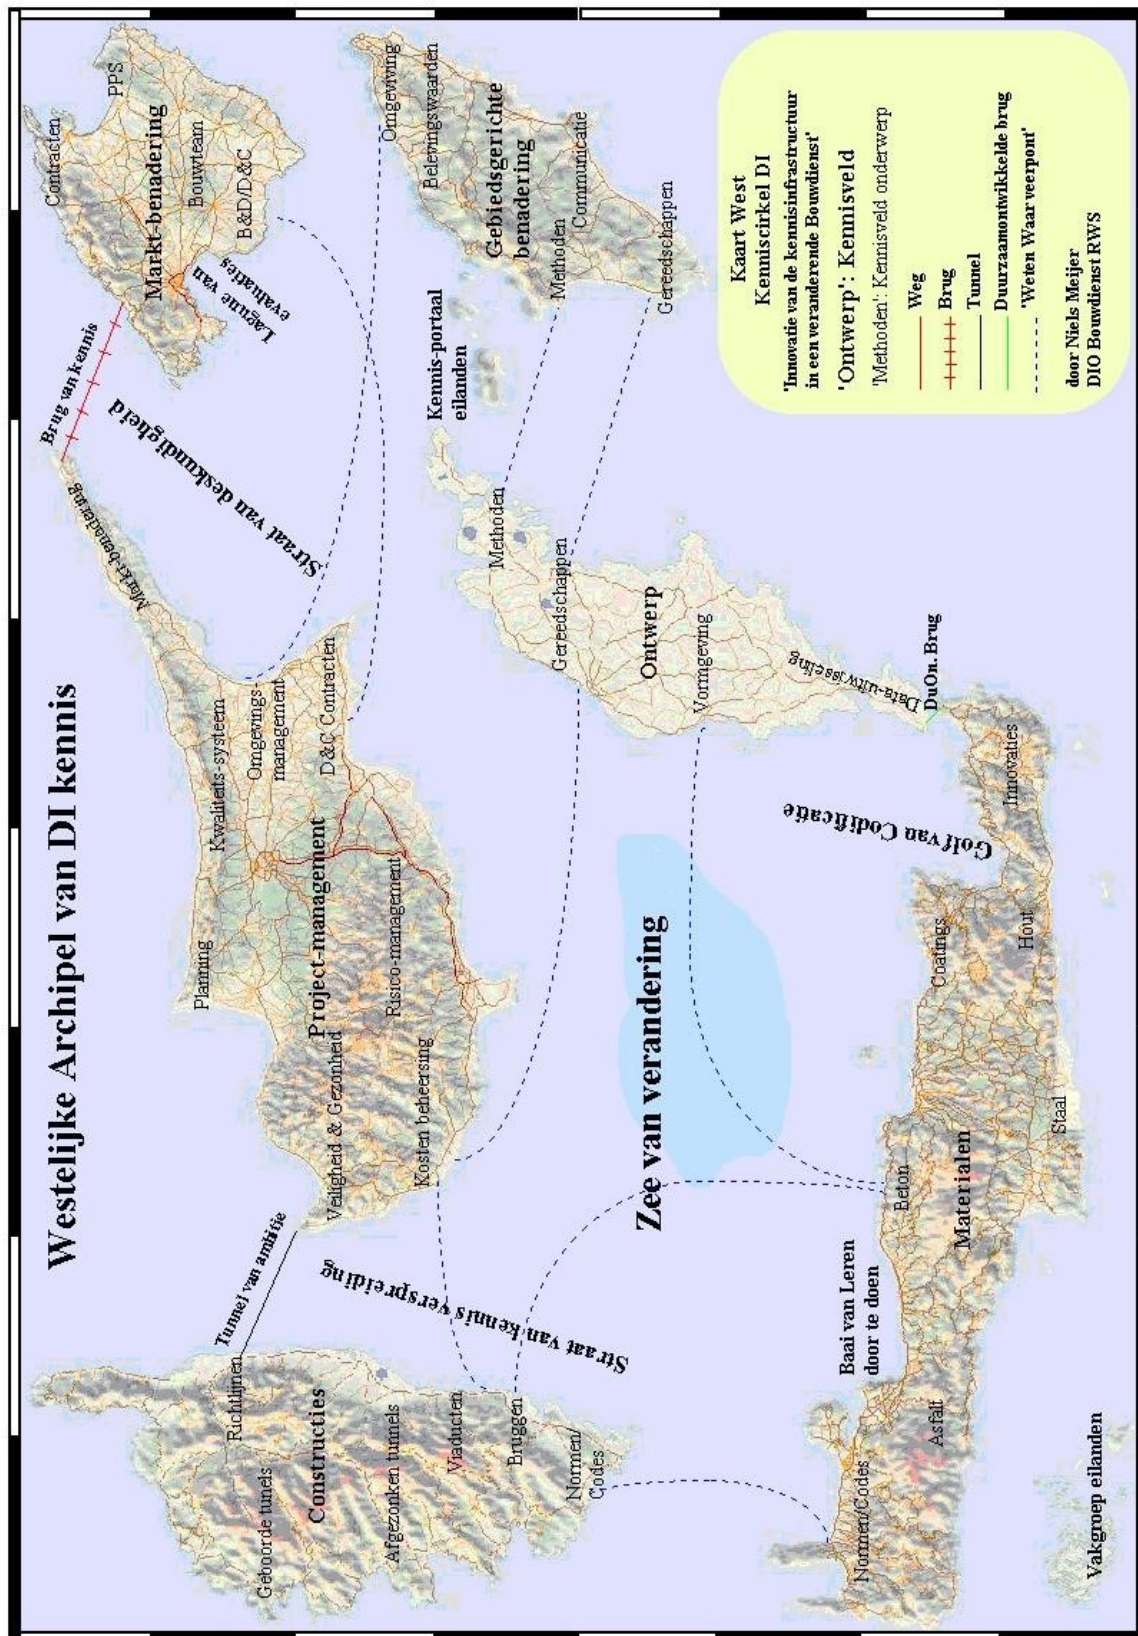 Westelijke Archipel van DI kennis
Contracten
PPS
Markt-benadering
Bouwteam
B&D/D&C
Lagune van
evaluaties
Brug van kennis
Straat van deskundigheid
Markt-benadering
Kwaliteits-systeem
Omgevings-
management
D&C Contracten
Planning
Project-management
Risico-management
Veiligheid & Gezonheid
Kosten beheersing
Tunnel van ambitie
Straat van kennis verspreiding
Richtlijnen
Geboorde tunels
Constructies
Afgezonken tunnels
Viaducten
Bruggen
Normen/
Codes
Omgeviving
Belevingswaarden
Gebiedsgerichte
benadering
Methoden
Communicatie
Gereedschappen
Kennis-portaal
eilanden
Methoden
Gereedschappen
Ontwerp
Vormgeving
Data-uitwisseling
DuOn. Brug
Zee van verandering
Golf van Codificatie
Innovaties
Coatings
Hout
Staal
Beton
Materialen
Baai van Leren
door te doen
Asfalt
Normen/Codes
Vakgroep eilanden
Kaart West
Kenniscirkel DI
'Innovatie van de kennisinfrastructuur
in een veranderende Bouwdienst'
'Ontwerp': Kennisveld
'Methoden': Kennisveld onderwerp
Weg
Brug
Tunnel
Duurzaamontwikkelde brug
'Weten Waar veerpont'
door Niels Meijer
DIO Bouwdienst RWS